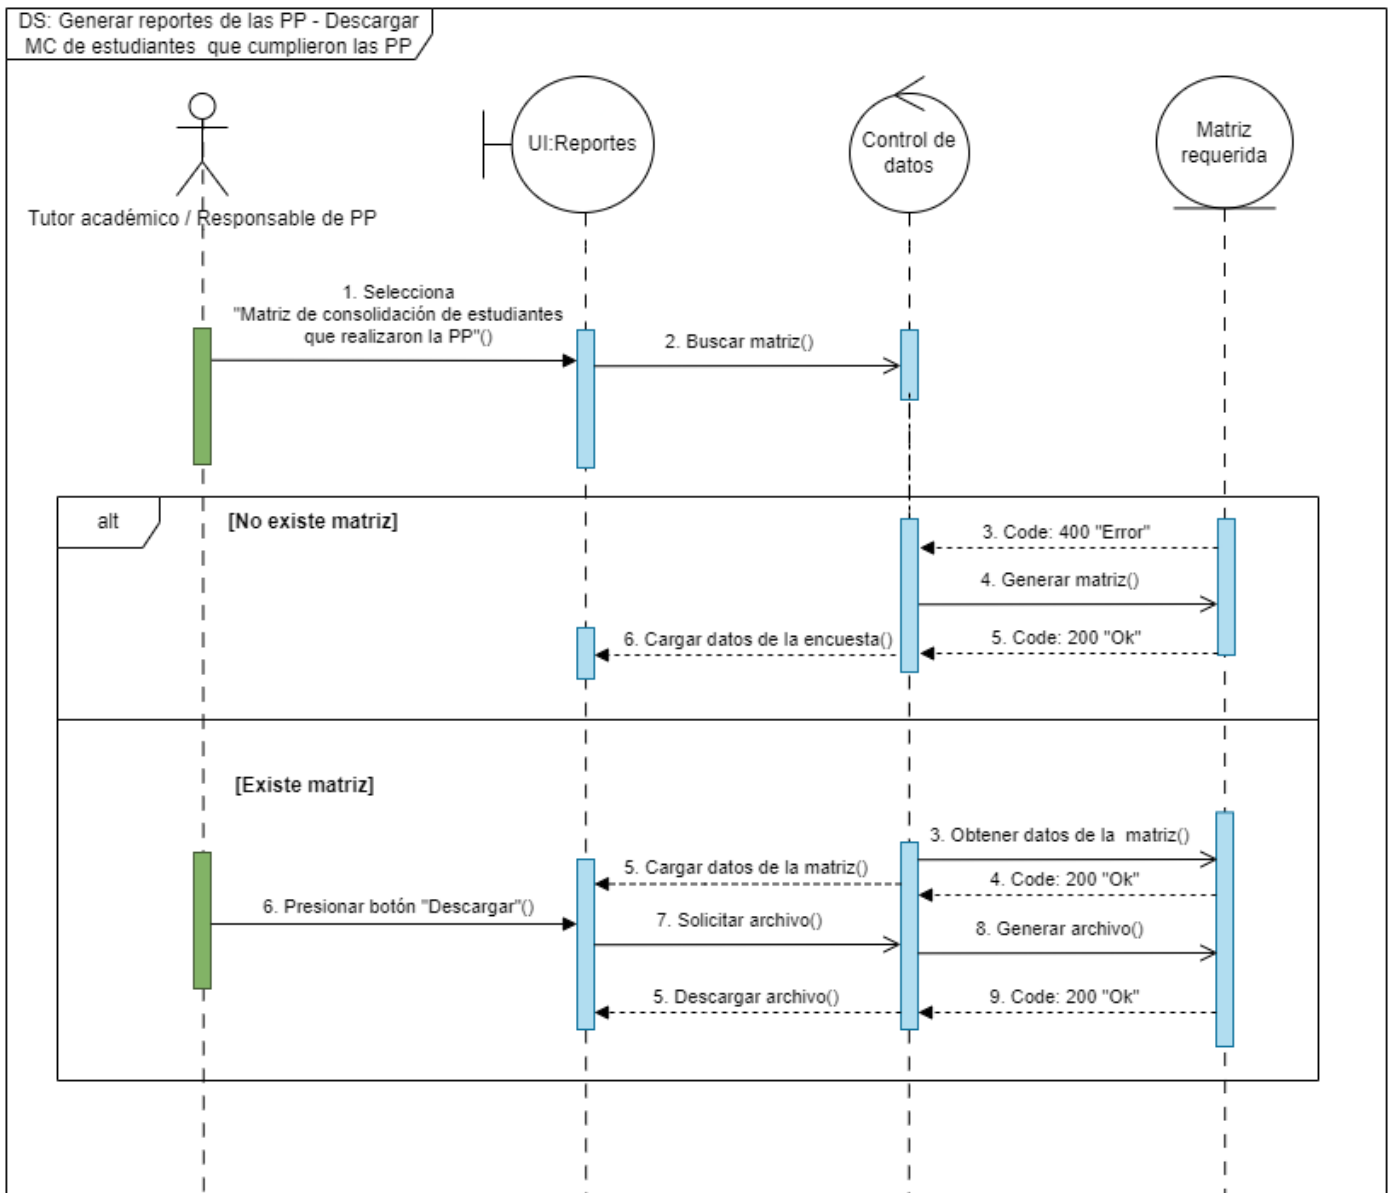 DS: Generar reportes de las PP - Descargar
MC de estudiantes que cumplieron las PP
UI:Reportes
Control de
datos
Matriz
requerida
Tutor académico / Responsable de PP
1. Selecciona
"Matriz de consolidación de estudiantes
que realizaron la PP"()
2. Buscar matriz()
alt
[No existe matriz]
3. Code: 400 "Error"
4. Generar matriz()
5. Code: 200 "Ok"
6. Cargar datos de la encuesta()
[Existe matriz]
3. Obtener datos de la matriz()
5. Cargar datos de la matriz()
4. Code: 200 "Ok"
6. Presionar botón "Descargar"()
7. Solicitar archivo()
8. Generar archivo()
5. Descargar archivo()
9. Code: 200 "Ok"